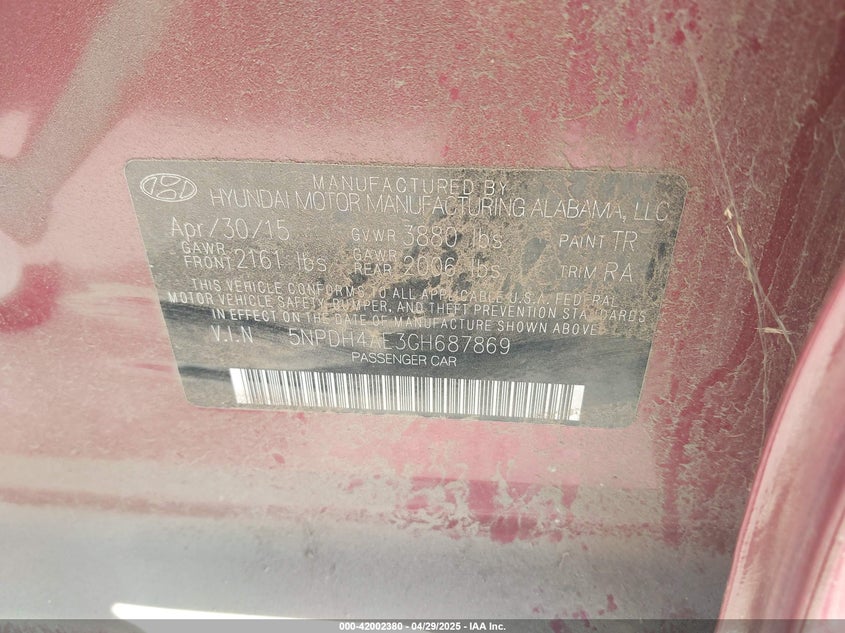 MANUFACTURED BY
HYUNDAI MOTOR MANUFACTURING ALABAMA, LLC
Apr/30/15 GVWR 3880 lbs PAINT TR
GAWR FRONT 2161 lbs GAWR REAR 2006 lbs TRIM RA
THIS VEHICLE CONFORMS TO ALL APPLICABLE U.S.A. FEDERAL
MOTOR VEHICLE SAFETY, BUMPER, AND THEFT PREVENTION STANDARDS
IN EFFECT ON THE DATE OF MANUFACTURE SHOWN ABOVE.
V.I.N 5NPDH4AE3GH687869
PASSENGER CAR
000-42002380 - 04/29/2025 - IAA Inc.